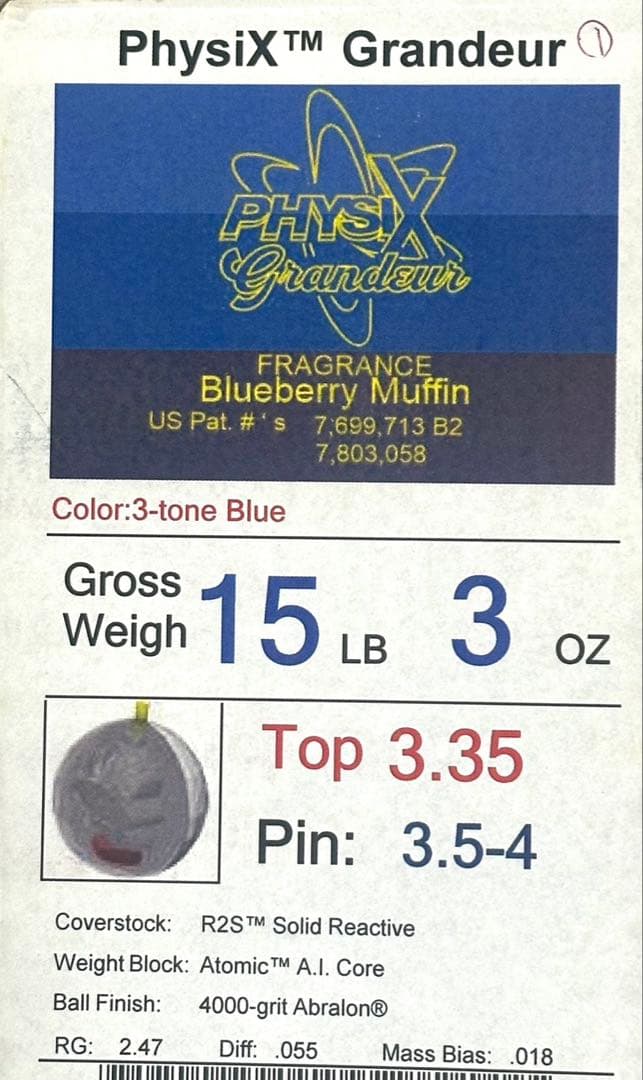 PhysiX™ Grandeur 1
PHYSIX
Grandeur
FRAGRANCE
Blueberry Muffin
US Pat. # ' s 7,699,713 B2
7,803,058
Color:3-tone Blue
Gross
Weigh 15 LB 3 OZ
Top 3.35
Pin: 3.5-4
Coverstock: R2S™ Solid Reactive
Weight Block: Atomic™ A.I. Core
Ball Finish: 4000-grit Abralon®
RG: 2.47 Diff: .055 Mass Bias: .018